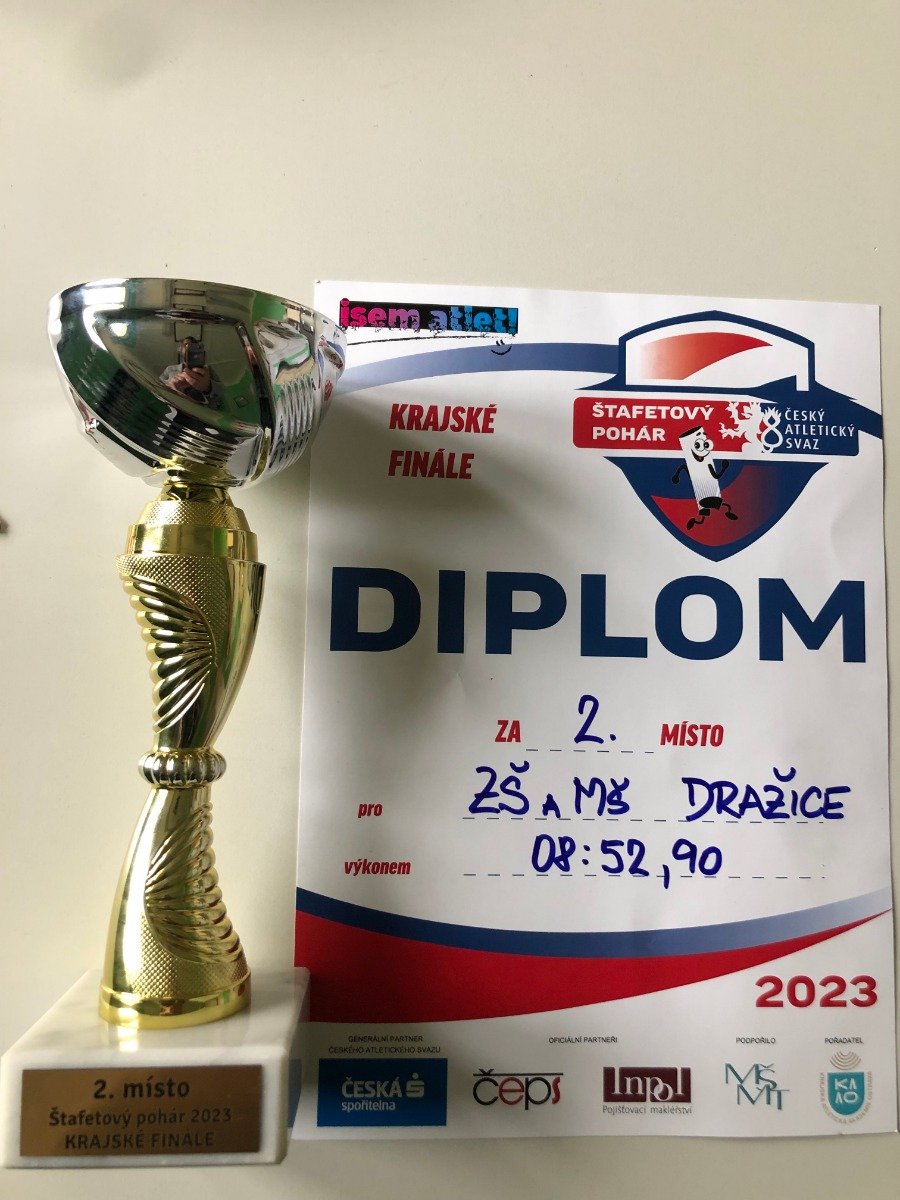 jsem atlet!
KRAJSKÉ
FINÁLE
ŠTAFETOVÝ
POHÁR
8
ČESKÝ
ATLETICKÝ
SVAZ
DIPLOM
ZA 2. MÍSTO
pro ZŠ A MŠ DRAŽICE
výkonem 08:52,90
2023
GENERÁLNÍ PARTNER
ČESKÉHO ATLETICKÉHO SVAZU
OFICIÁLNÍ PARTNEŘI
PODPOŘILO
POŘADATEL
ČESKÁ
spořitelna
čeps
Inpol
Pojišťovací makléřství
MŠMT
2. místo
Štafetový pohár 2023
KRAJSKÉ FINÁLE